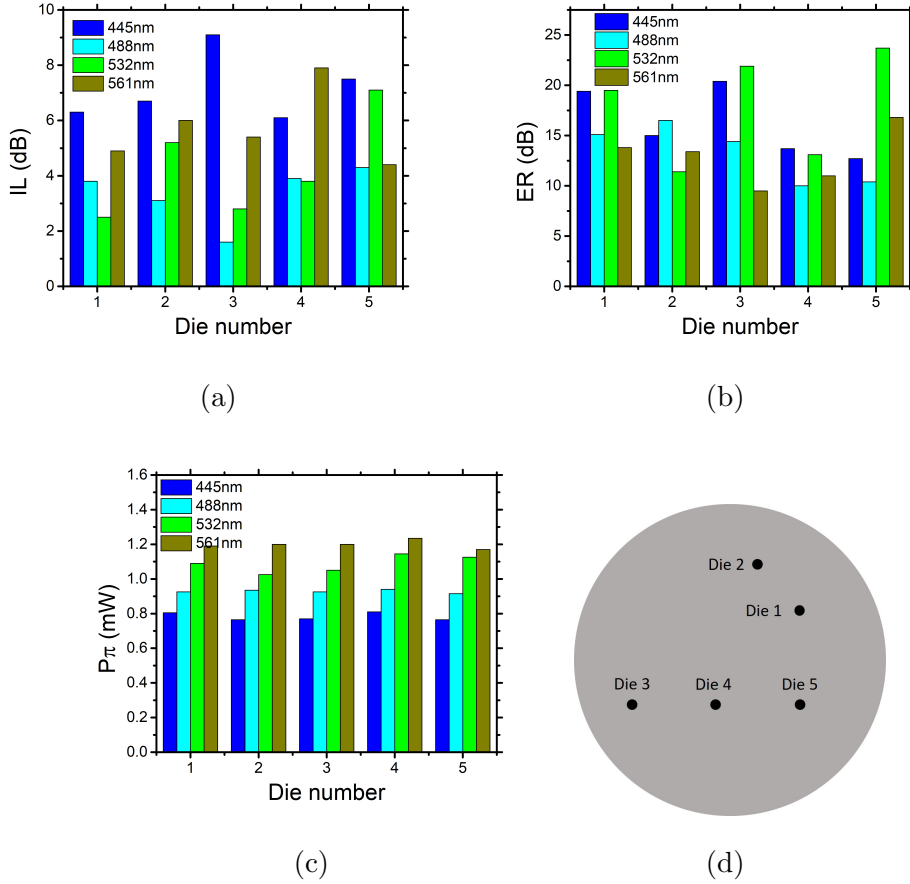 10
8
6
4
2
0
IL (dB)
445nm
488nm
532nm
561nm
1 2 3 4 5
Die number
(a)
25
20
15
10
5
0
ER (dB)
445nm
488nm
532nm
561nm
1 2 3 4 5
Die number
(b)
1.6
1.4
1.2
1.0
0.8
0.6
0.4
0.2
0.0
Pπ (mW)
445nm
488nm
532nm
561nm
1 2 3 4 5
Die number
(c)
Die 2
Die 1
Die 3 Die 4 Die 5
(d)